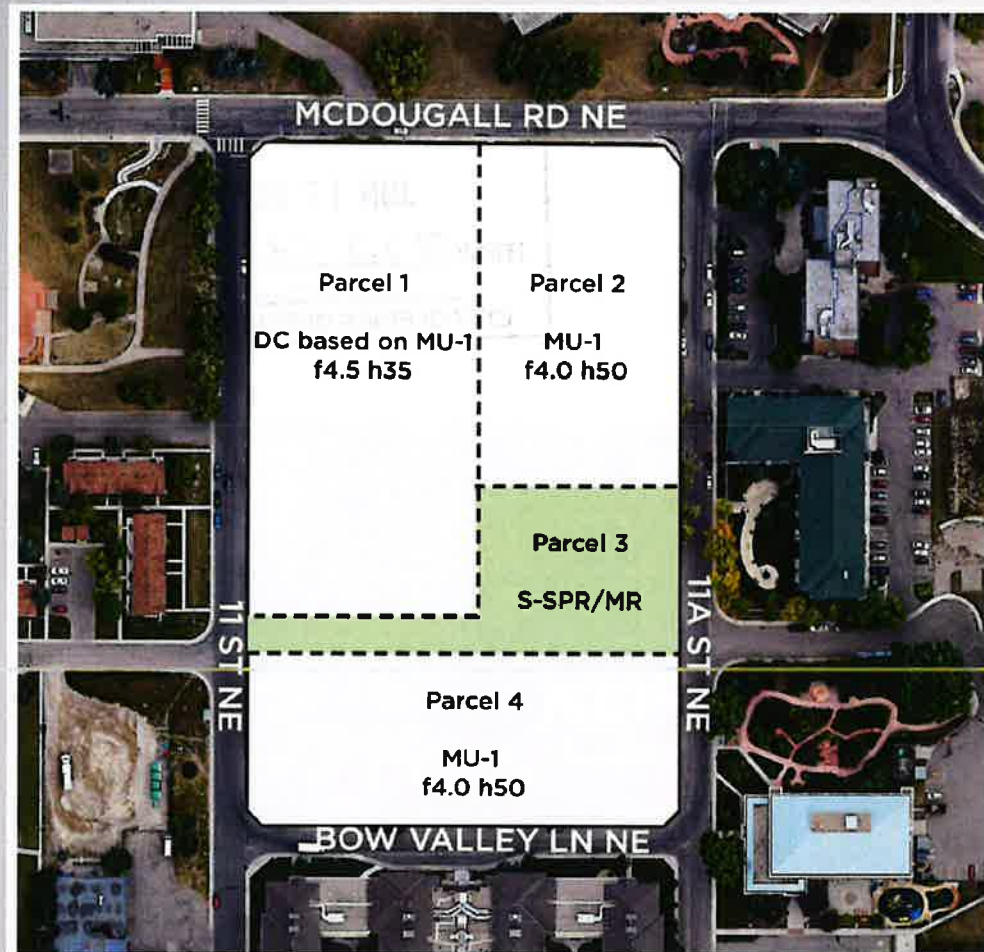 MCDOUGALL RD NE
Parcel 1
DC based on MU-1
f4.5 h35
Parcel 2
MU-1
f4.0 h50
Parcel 3
S-SPR/MR
11 ST NE
11A ST NE
Parcel 4
MU-1
f4.0 h50
BOW VALLEY LN NE